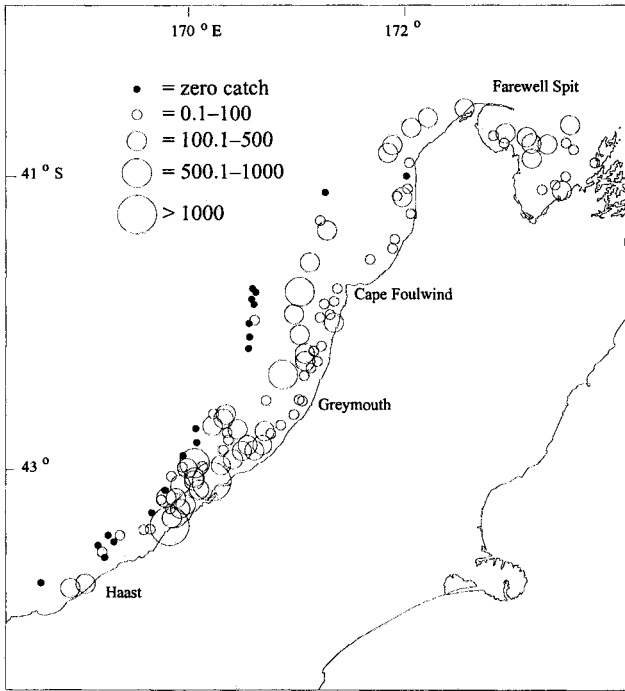 170 ° E
172 °
Farewell Spit
= zero catch
= 0.1–100
= 100.1–500
= 500.1–1000
> 1000
41 ° S
Cape Foulwind
Greymouth
43 °
Haast